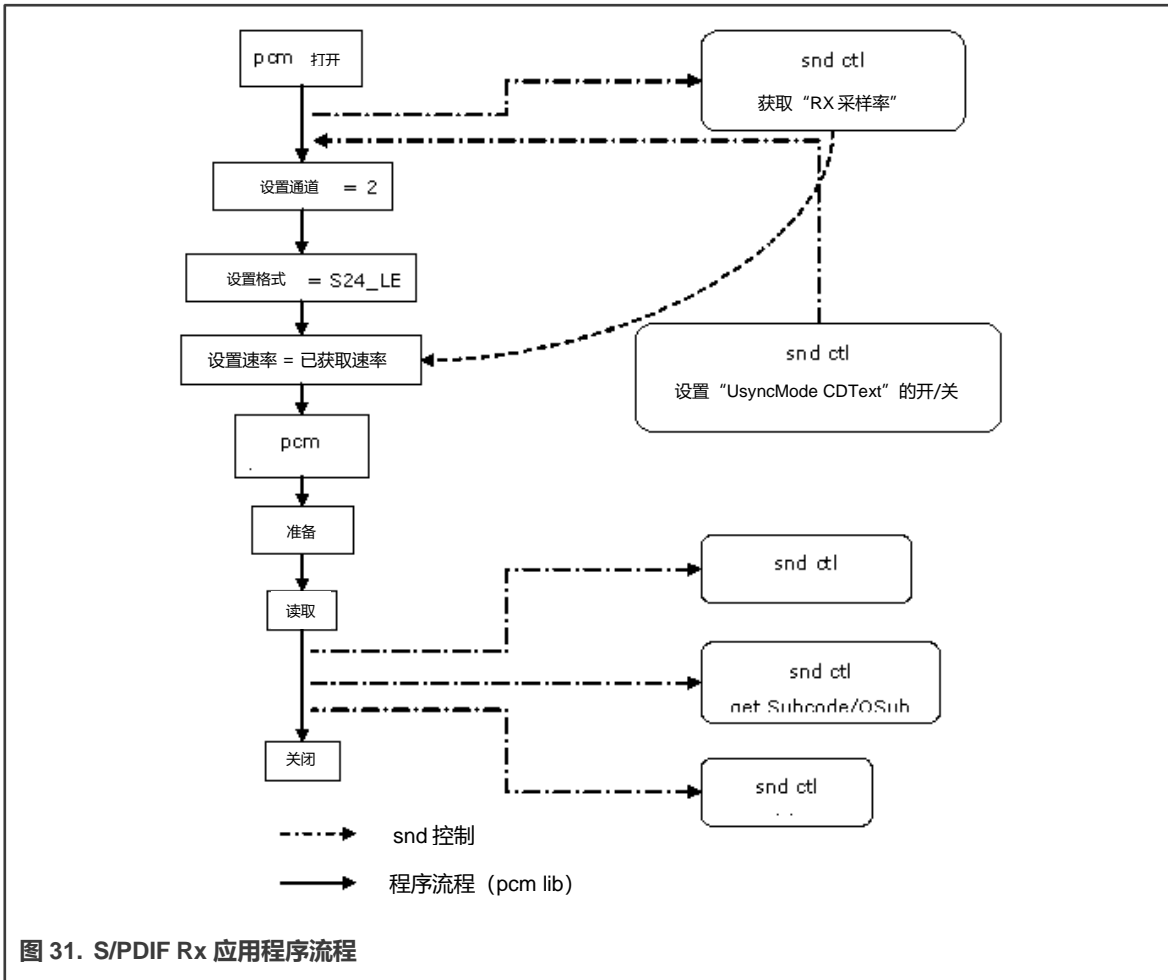 pcm 打开
snd ctl
获取“RX 采样率”
设置通道 = 2
设置格式 = S24_LE
设置速率 = 已获取速率
snd ctl
设置“UsyncMode CDText”的开/关
pcm
准备
读取
snd ctl
snd ctl
get Subcode/QSub
关闭
snd ctl
snd 控制
程序流程（pcm lib）
图 31. S/PDIF Rx 应用程序流程